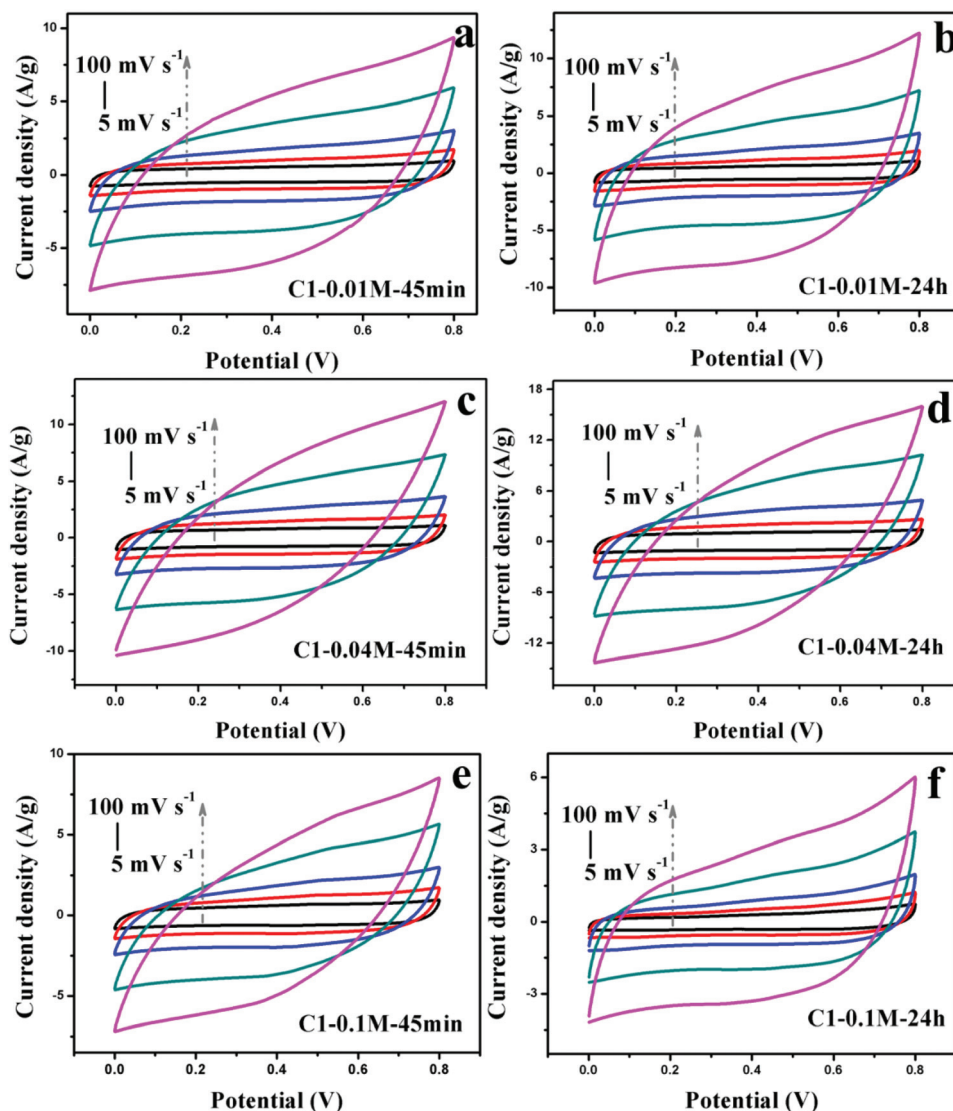 a
100 mV s⁻¹
5 mV s⁻¹
C1-0.01M-45min
Current density (A/g)
10
5
0
-5
0.0 0.2 0.4 0.6 0.8
Potential (V)
b
100 mV s⁻¹
5 mV s⁻¹
C1-0.01M-24h
Current density (A/g)
10
5
0
-5
-10
0.0 0.2 0.4 0.6 0.8
Potential (V)
c
100 mV s⁻¹
5 mV s⁻¹
C1-0.04M-45min
Current density (A/g)
10
5
0
-5
-10
0.0 0.2 0.4 0.6 0.8
Potential (V)
d
100 mV s⁻¹
5 mV s⁻¹
C1-0.04M-24h
Current density (A/g)
18
12
6
0
-6
-12
0.0 0.2 0.4 0.6 0.8
Potential (V)
e
100 mV s⁻¹
5 mV s⁻¹
C1-0.1M-45min
Current density (A/g)
10
5
0
-5
0.0 0.2 0.4 0.6 0.8
Potential (V)
f
100 mV s⁻¹
5 mV s⁻¹
C1-0.1M-24h
Current density (A/g)
6
3
0
-3
0.0 0.2 0.4 0.6 0.8
Potential (V)